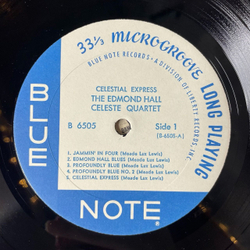 33⅓ MICROGROOVE LONG PLAYING
BLUE NOTE RECORDS • A DIVISION OF LIBERTY RECORDS, INC.
CELESTIAL EXPRESS
THE EDMOND HALL
CELESTE QUARTET
B 6505
Side 1
(B-6505-A)
1. JAMMIN' IN FOUR (Meade Lux Lewis)
2. EDMOND HALL BLUES (Meade Lux Lewis)
3. PROFOUNDLY BLUE (Meade Lux Lewis)
4. PROFOUNDLY BLUE NO. 2 (Meade Lux Lewis)
CELESTIAL EXPRESS (Meade Lux Lewis)
BLUE
NOTE